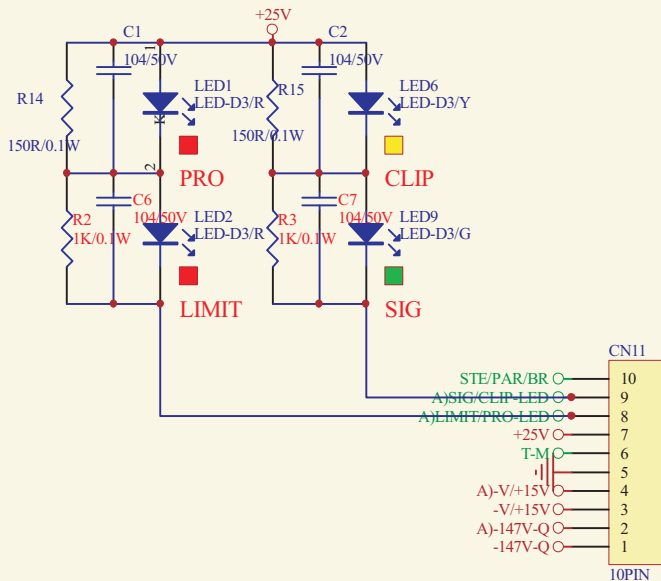 +25V
C1
C2
1
104/50V
104/50V
LED1
LED-D3/R
R14
R15
LED6
LED-D3/Y
K
150R/0.1W
150R/0.1W
2
PRO
CLIP
C6
104/50V
C7
104/50V
R2
1K/0.1W
LED2
LED-D3/R
R3
1K/0.1W
LED9
LED-D3/G
LIMIT
SIG
CN11
STE/PAR/BR 10
A)SIG/CLIP-LED 9
A)LIMIT/PRO-LED 8
+25V 7
T-M 6
5
A)-V/+15V 4
-V/+15V 3
A)-147V-Q 2
-147V-Q 1
10PIN